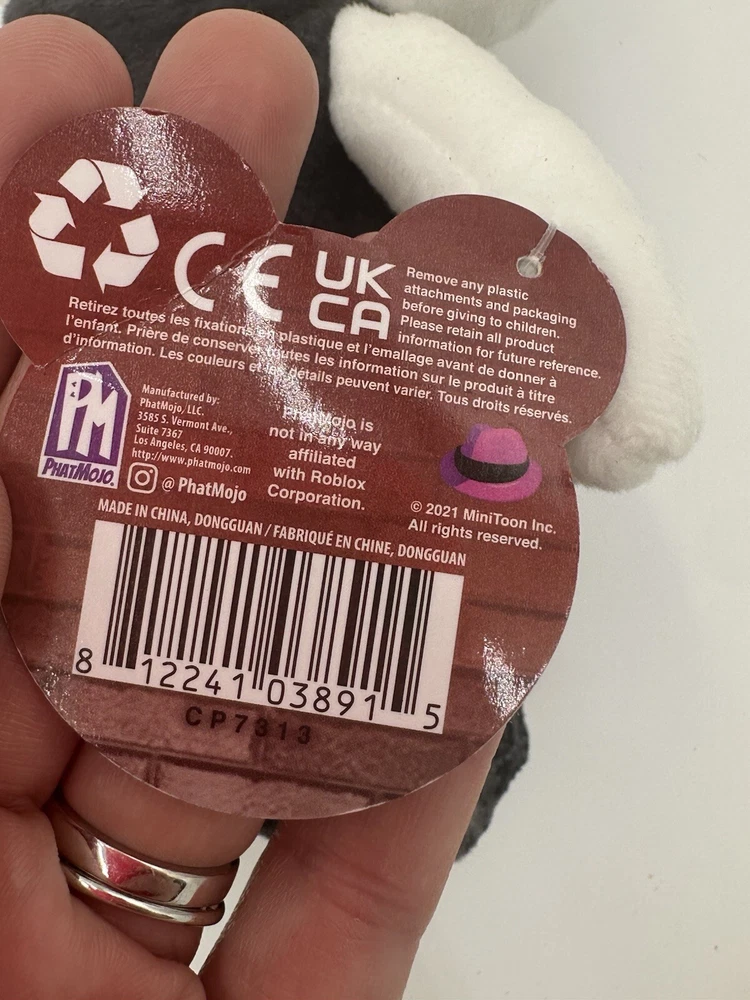 CE
UK
CA
Remove any plastic
attachments and packaging
before giving to children.
Please retain all product
information for future reference.
Retirez toutes les fixations en plastique et l'emallage avant de donner à
l'enfant. Prière de conserver toutes les information sur le produit à titre
d'information. Les couleurs et les détails peuvent varier. Tous droits réservés.
PM
PHATMOJO
Manufactured by:
PhatMojo, LLC.
3585 S. Vermont Ave.,
Suite 7367
Los Angeles, CA 90007.
http://www.phatmojo.com
@PhatMojo
PhatMojo is
not in any way
affiliated
with Roblox
Corporation.
© 2021 MiniToon Inc.
All rights reserved.
MADE IN CHINA, DONGGUAN / FABRIQUÉ EN CHINE, DONGGUAN
8 12241 03891 5
CP7313